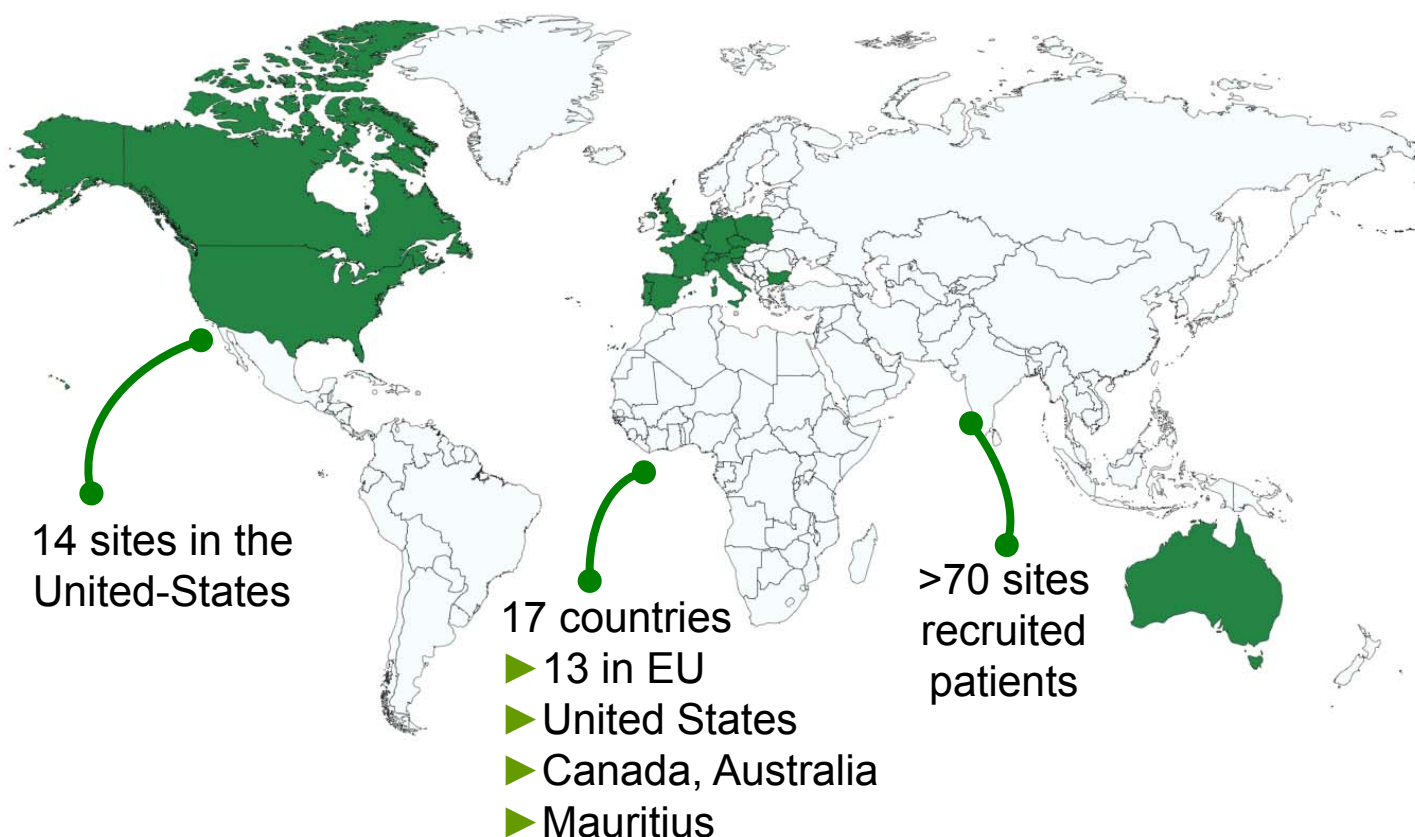 14 sites in the
United-States
17 countries
►13 in EU
►United States
►Canada, Australia
►Mauritius
>70 sites
recruited
patients